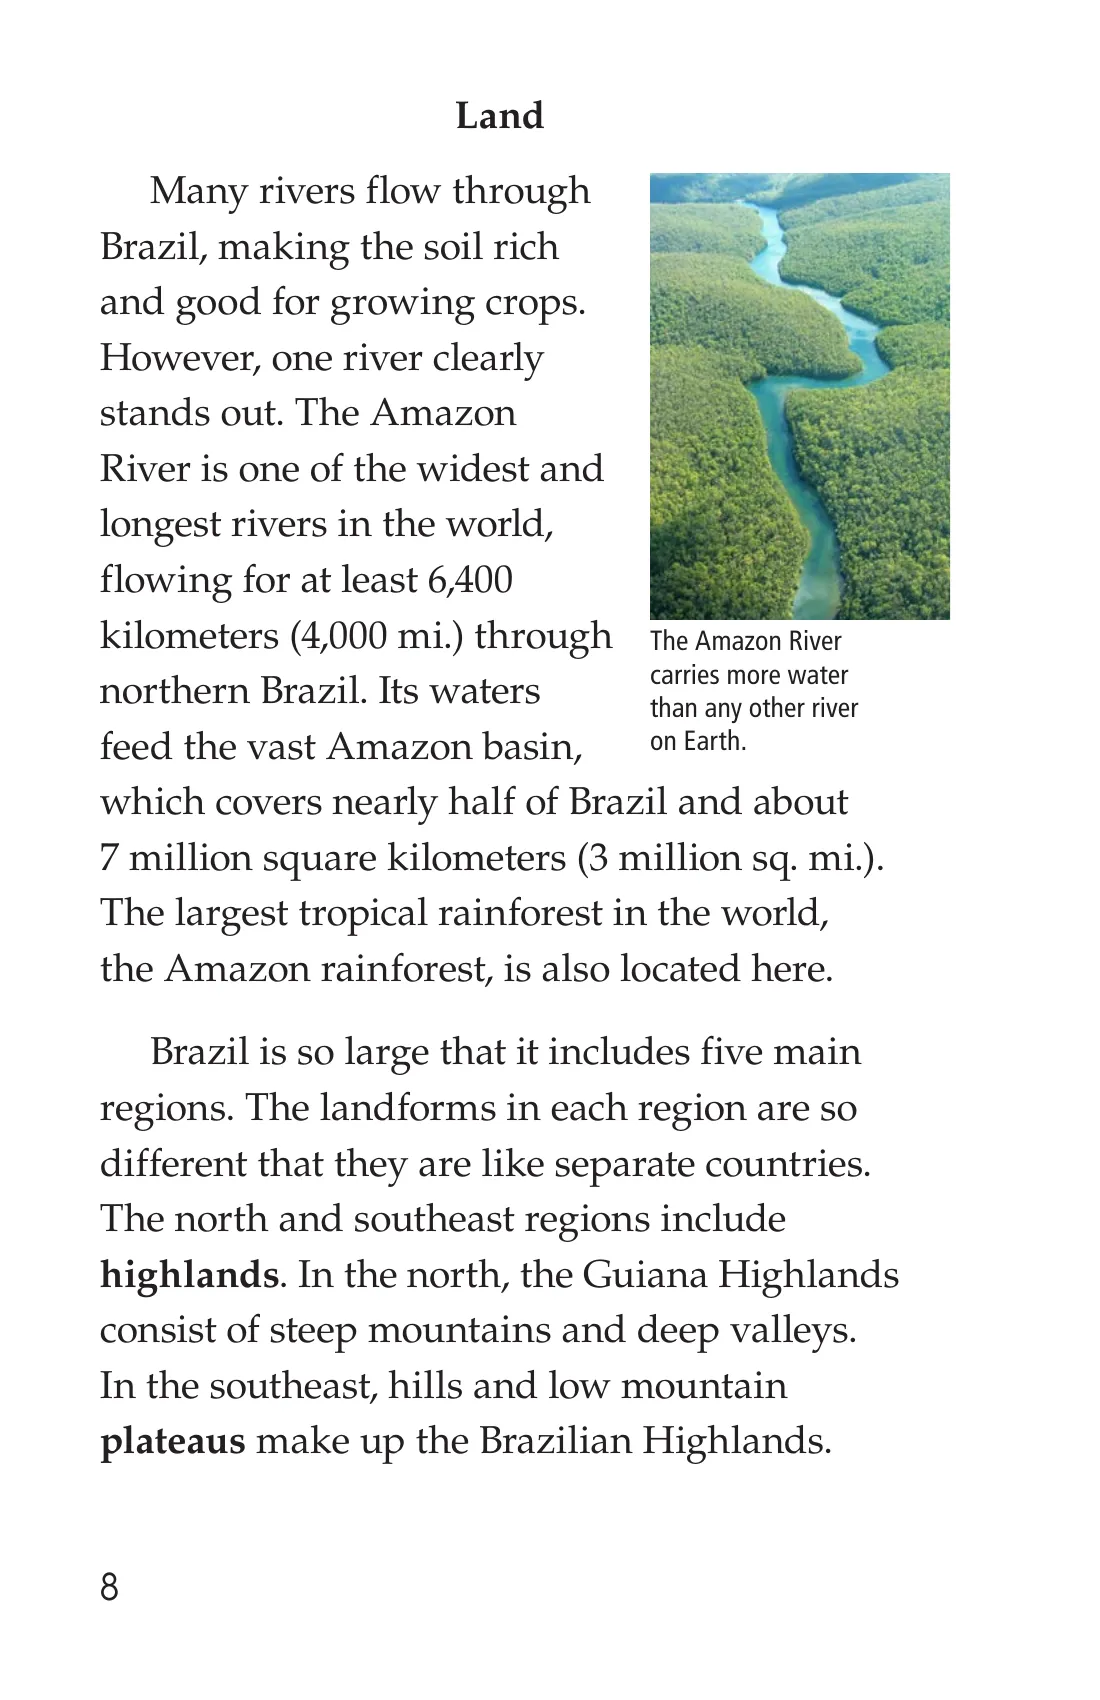 Land
Many rivers flow through
Brazil, making the soil rich
and good for growing crops.
However, one river clearly
stands out. The Amazon
River is one of the widest and
longest rivers in the world,
flowing for at least 6,400
kilometers (4,000 mi.) through
northern Brazil. Its waters
feed the vast Amazon basin,
which covers nearly half of Brazil and about
7 million square kilometers (3 million sq. mi.).
The largest tropical rainforest in the world,
the Amazon rainforest, is also located here.
The Amazon River
carries more water
than any other river
on Earth.
Brazil is so large that it includes five main
regions. The landforms in each region are so
different that they are like separate countries.
The north and southeast regions include
highlands. In the north, the Guiana Highlands
consist of steep mountains and deep valleys.
In the southeast, hills and low mountain
plateaus make up the Brazilian Highlands.
8